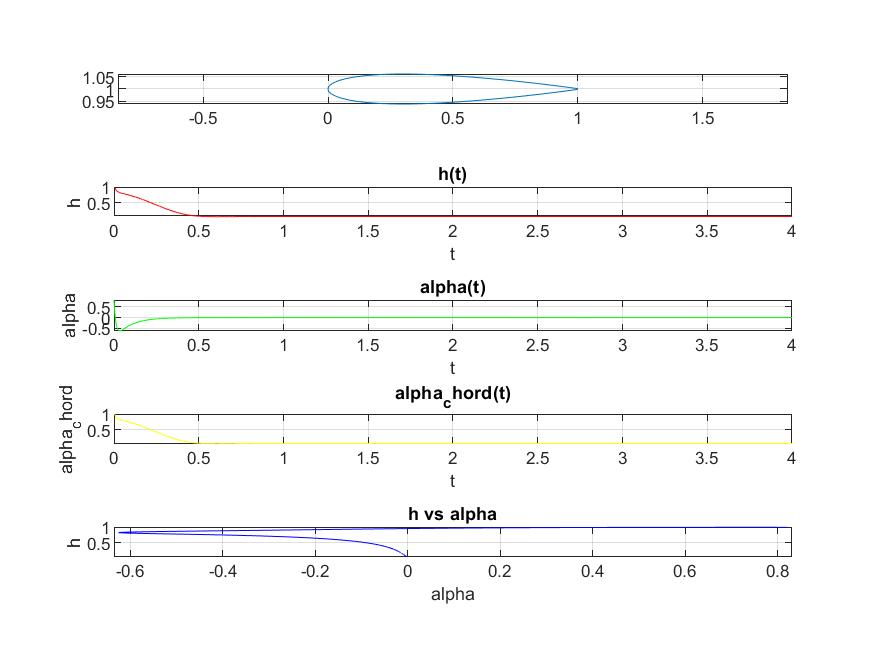 1.05
1
0.95
-0.5 0 0.5 1 1.5
h(t)
1
0.5
h
0 0.5 1 1.5 2 2.5 3 3.5 4
t
alpha(t)
0.5
0
-0.5
alpha
0 0.5 1 1.5 2 2.5 3 3.5 4
t
alpha_chord(t)
1
0.5
alpha_chord
0 0.5 1 1.5 2 2.5 3 3.5 4
t
h vs alpha
1
0.5
h
-0.6 -0.4 -0.2 0 0.2 0.4 0.6 0.8
alpha